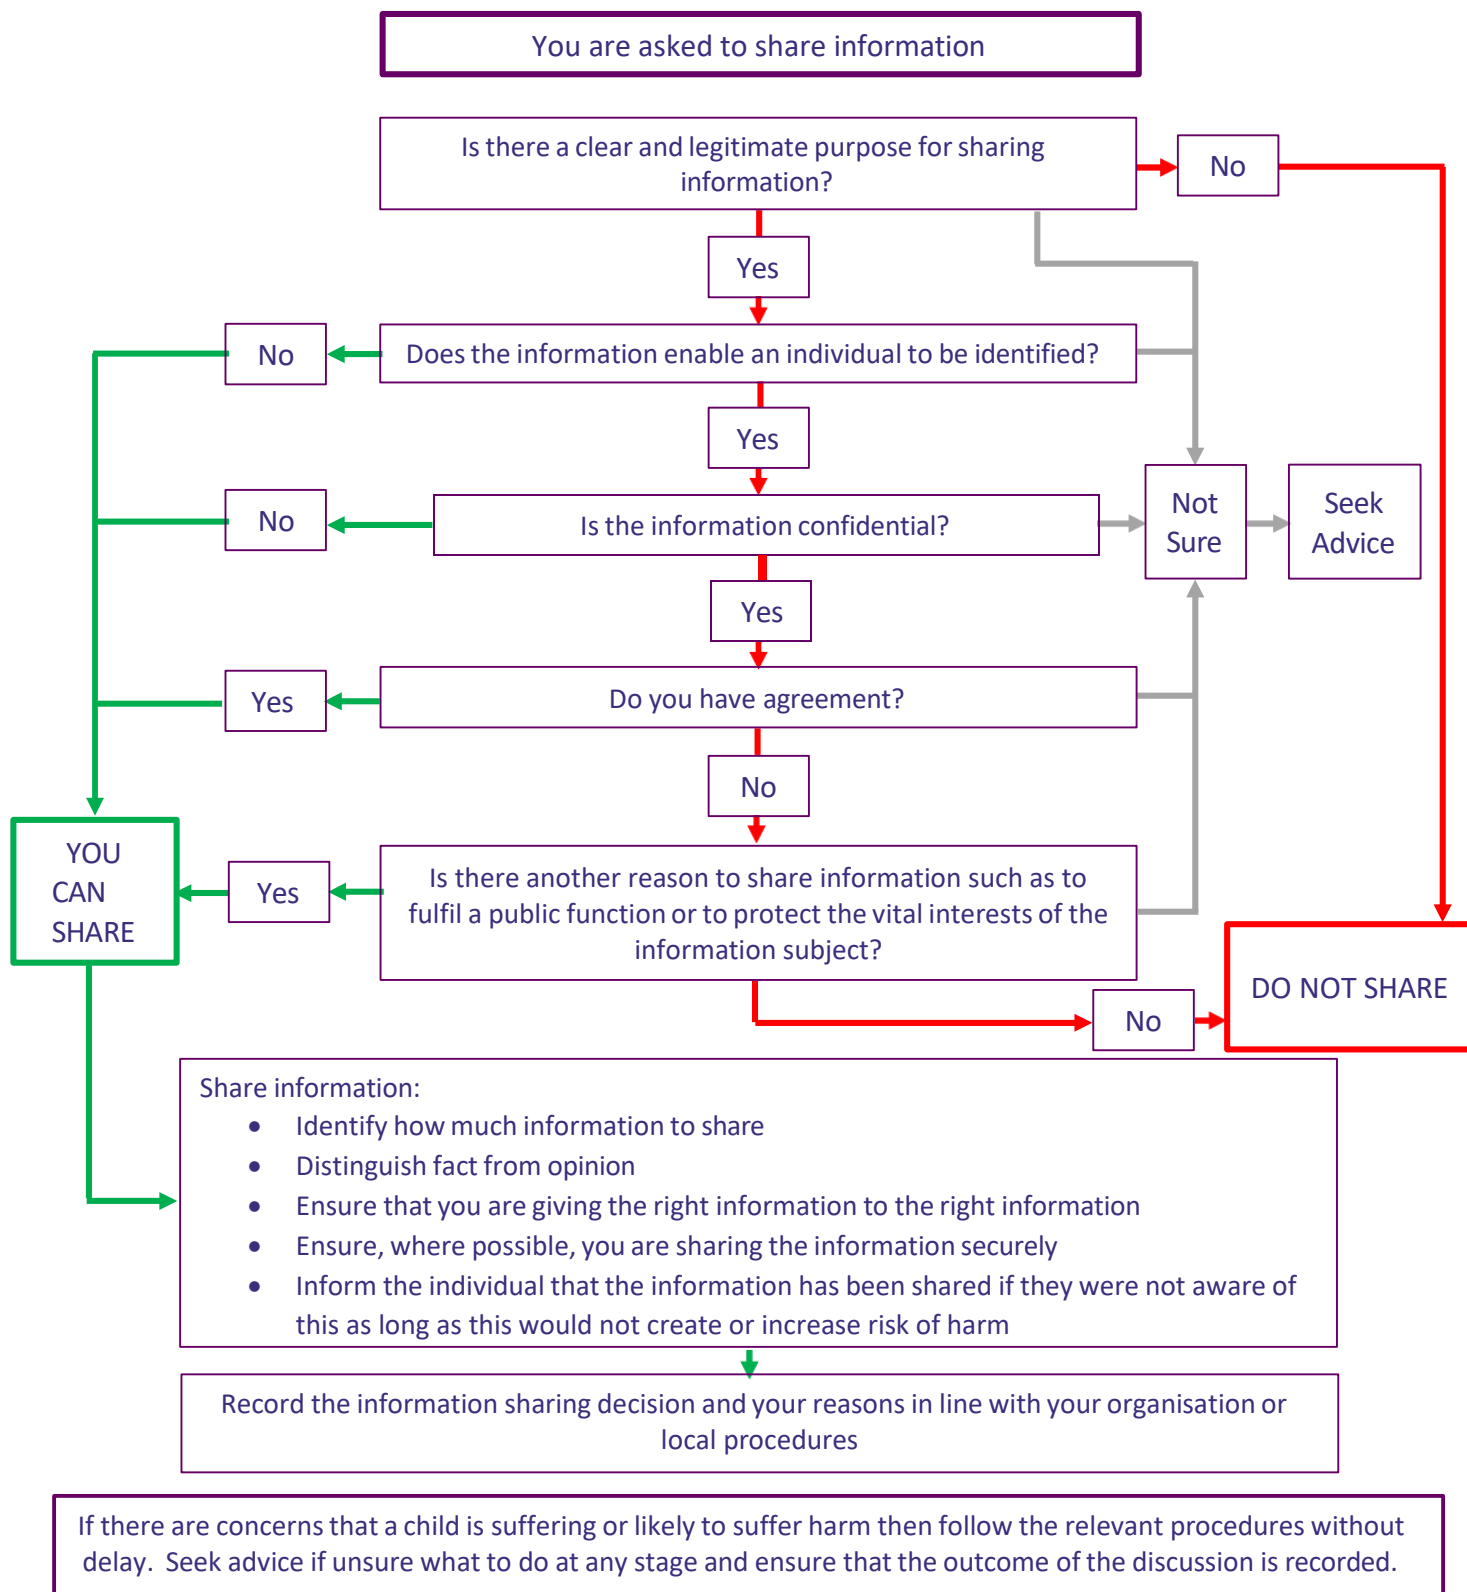 You are asked to share information
Is there a clear and legitimate purpose for sharing
information?
No
Yes
No
Does the information enable an individual to be identified?
Yes
No
Is the information confidential?
Not
Sure
Seek
Advice
Yes
Yes
Do you have agreement?
No
YOU
CAN
SHARE
Yes
Is there another reason to share information such as to
fulfil a public function or to protect the vital interests of the
information subject?
DO NOT SHARE
No
Share information:
• Identify how much information to share
• Distinguish fact from opinion
• Ensure that you are giving the right information to the right information
• Ensure, where possible, you are sharing the information securely
• Inform the individual that the information has been shared if they were not aware of
this as long as this would not create or increase risk of harm
Record the information sharing decision and your reasons in line with your organisation or
local procedures
If there are concerns that a child is suffering or likely to suffer harm then follow the relevant procedures without
delay. Seek advice if unsure what to do at any stage and ensure that the outcome of the discussion is recorded.